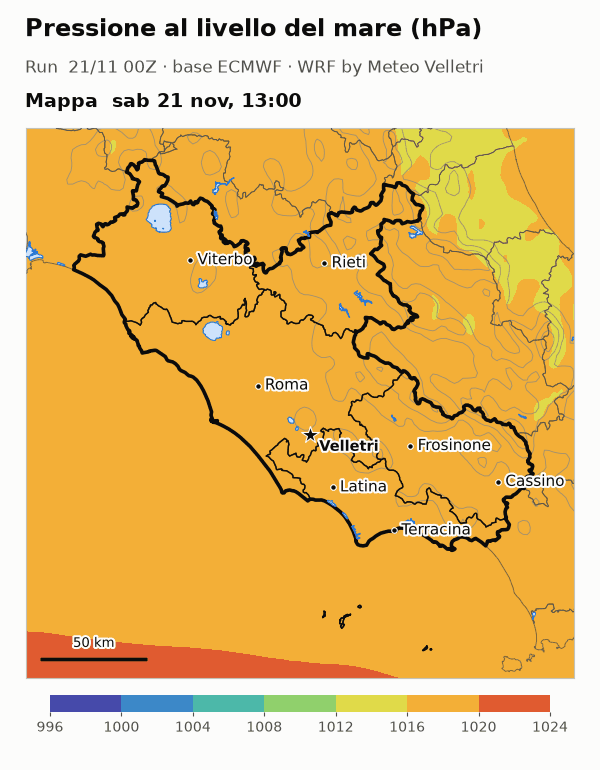 Pressione al livello del mare (hPa)
Run  21/11 00Z · base ECMWF · WRF by Meteo Velletri
Mappa  sab 21 nov, 13:00
Viterbo
Rieti
Roma
Velletri
Frosinone
Cassino
Latina
Terracina
50 km
996 1000 1004 1008 1012 1016 1020 1024